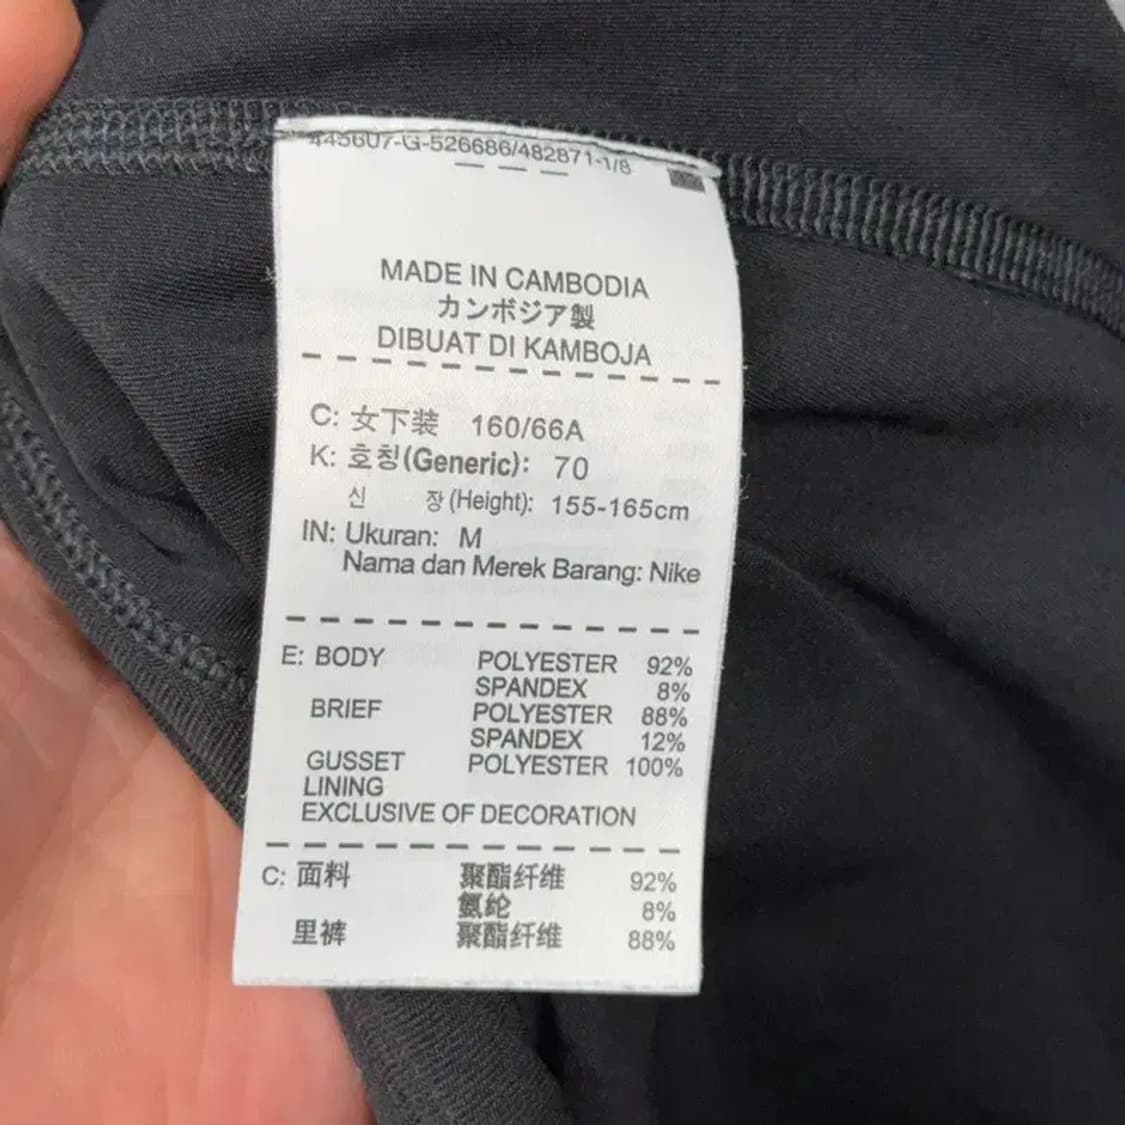 445607-G-526686/482871-1/8
MADE IN CAMBODIA
カンボジア製
DIBUAT DI KAMBOJA
C: 女下装 160/66A
K: 호칭(Generic): 70
신 장(Height): 155-165cm
IN: Ukuran: M
Nama dan Merek Barang: Nike
E: BODY POLYESTER 92%
SPANDEX 8%
BRIEF POLYESTER 88%
SPANDEX 12%
GUSSET POLYESTER 100%
LINING
EXCLUSIVE OF DECORATION
C: 面料 聚酯纤维 92%
氨纶 8%
里裤 聚酯纤维 88%